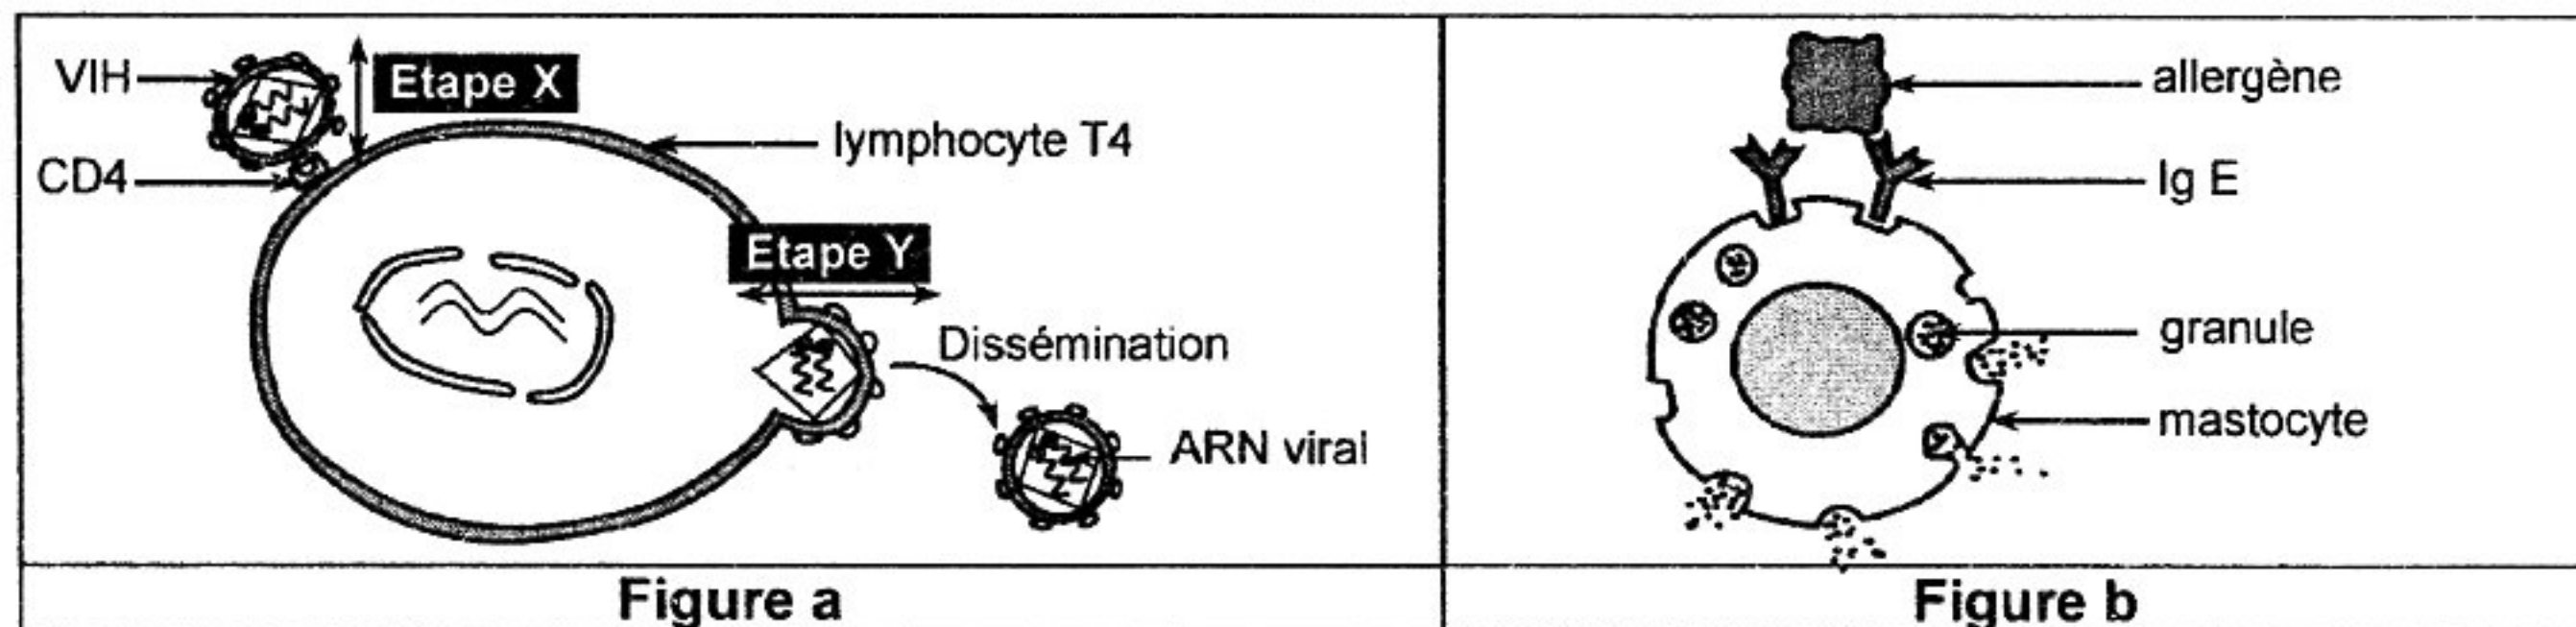 VIH
Etape X
lymphocyte T4
CD4
Etape Y
Dissémination
ARN viral
Figure a
allergène
Ig E
granule
mastocyte
Figure b